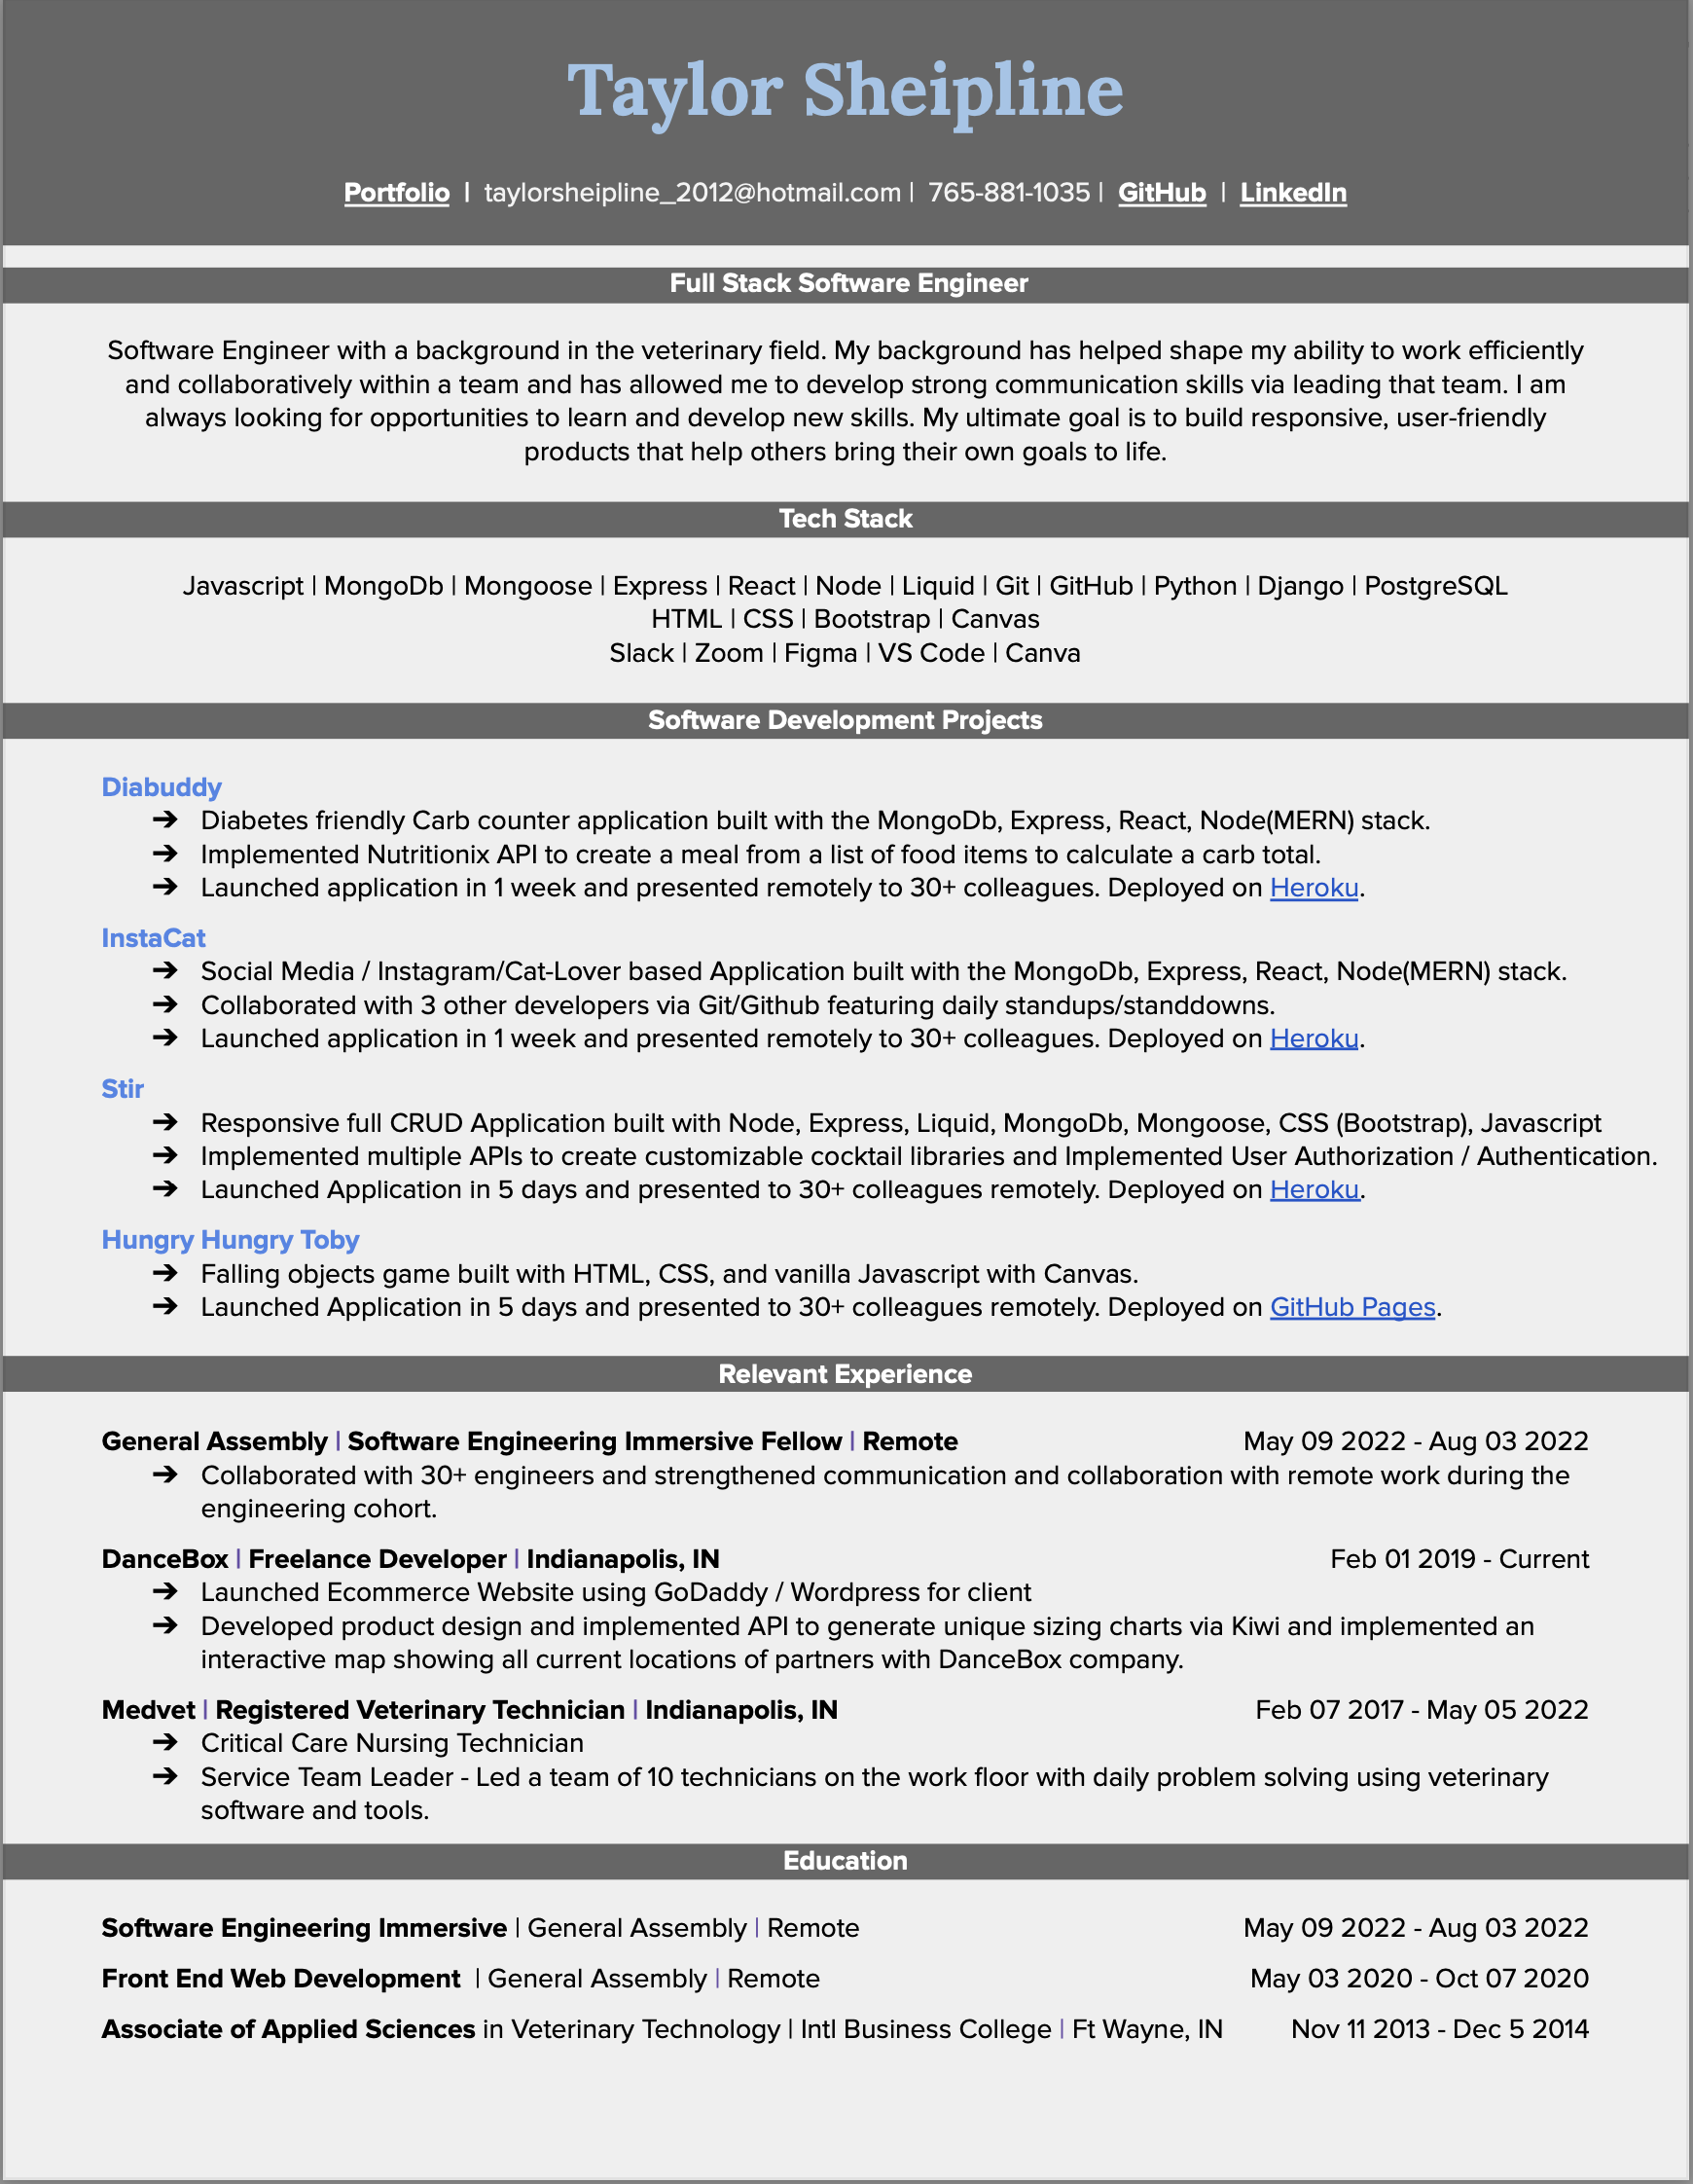 Taylor Sheipline
Portfolio | taylorsheipline_2012@hotmail.com | 765-881-1035 | GitHub | LinkedIn
Full Stack Software Engineer
Software Engineer with a background in the veterinary field. My background has helped shape my ability to work efficiently
and collaboratively within a team and has allowed me to develop strong communication skills via leading that team. I am
always looking for opportunities to learn and develop new skills. My ultimate goal is to build responsive, user-friendly
products that help others bring their own goals to life.
Tech Stack
Javascript | MongoDb | Mongoose | Express | React | Node | Liquid | Git | GitHub | Python | Django | PostgreSQL
HTML | CSS | Bootstrap | Canvas
Slack | Zoom | Figma | VS Code | Canva
Software Development Projects
Diabuddy
➔ Diabetes friendly Carb counter application built with the MongoDb, Express, React, Node(MERN) stack.
➔ Implemented Nutritionix API to create a meal from a list of food items to calculate a carb total.
➔ Launched application in 1 week and presented remotely to 30+ colleagues. Deployed on Heroku.
InstaCat
➔ Social Media / Instagram/Cat-Lover based Application built with the MongoDb, Express, React, Node(MERN) stack.
➔ Collaborated with 3 other developers via Git/Github featuring daily standups/standdowns.
➔ Launched application in 1 week and presented remotely to 30+ colleagues. Deployed on Heroku.
Stir
➔ Responsive full CRUD Application built with Node, Express, Liquid, MongoDb, Mongoose, CSS (Bootstrap), Javascript
➔ Implemented multiple APIs to create customizable cocktail libraries and Implemented User Authorization / Authentication.
➔ Launched Application in 5 days and presented to 30+ colleagues remotely. Deployed on Heroku.
Hungry Hungry Toby
➔ Falling objects game built with HTML, CSS, and vanilla Javascript with Canvas.
➔ Launched Application in 5 days and presented to 30+ colleagues remotely. Deployed on GitHub Pages.
Relevant Experience
General Assembly | Software Engineering Immersive Fellow | Remote May 09 2022 - Aug 03 2022
➔ Collaborated with 30+ engineers and strengthened communication and collaboration with remote work during the
engineering cohort.
DanceBox | Freelance Developer | Indianapolis, IN Feb 01 2019 - Current
➔ Launched Ecommerce Website using GoDaddy / Wordpress for client
➔ Developed product design and implemented API to generate unique sizing charts via Kiwi and implemented an
interactive map showing all current locations of partners with DanceBox company.
Medvet | Registered Veterinary Technician | Indianapolis, IN Feb 07 2017 - May 05 2022
➔ Critical Care Nursing Technician
➔ Service Team Leader - Led a team of 10 technicians on the work floor with daily problem solving using veterinary
software and tools.
Education
Software Engineering Immersive | General Assembly | Remote May 09 2022 - Aug 03 2022
Front End Web Development | General Assembly | Remote May 03 2020 - Oct 07 2020
Associate of Applied Sciences in Veterinary Technology | Intl Business College | Ft Wayne, IN Nov 11 2013 - Dec 5 2014